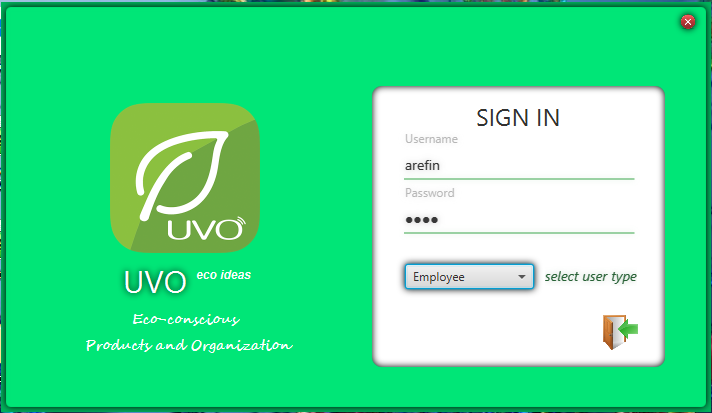 SIGN IN
Username
arefin
Password
••••
Employee
select user type
UVO
UVO eco ideas
Eco-conscious
Products and Organization